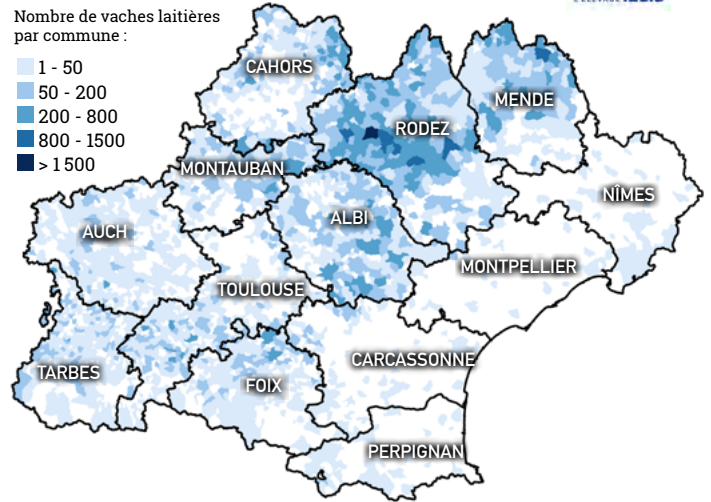 Nombre de vaches laitières
par commune :
1 - 50
50 - 200
200 - 800
800 - 1500
> 1 500
CAHORS
MENDE
RODEZ
MONTAUBAN
NÎMES
ALBI
AUCH
MONTPELLIER
TOULOUSE
CARCASSONNE
TARBES
FOIX
PERPIGNAN